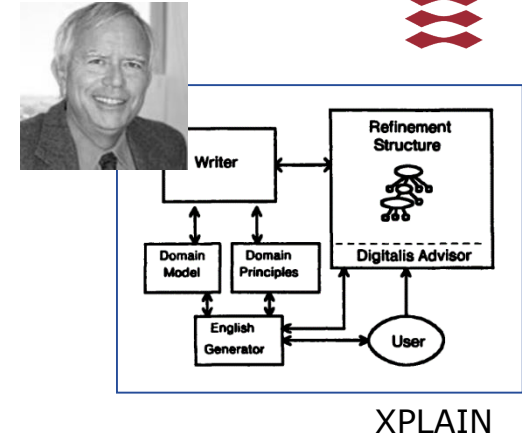 Refinement
Structure
Writer
Digitalis Advisor
Domain
Model
Domain
Principles
English
Generator
User
XPLAIN